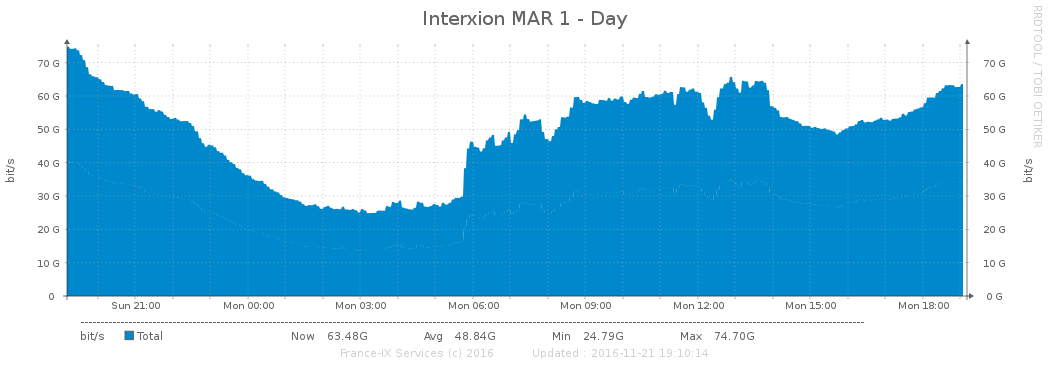 Interxion MAR 1 - Day
RRDTOOL / TOBI OETIKER
bit/s
bit/s
70 G 70 G
60 G 60 G
50 G 50 G
40 G 40 G
30 G 30 G
20 G 20 G
10 G 10 G
0 0 G
Sun 21:00 Mon 00:00 Mon 03:00 Mon 06:00 Mon 09:00 Mon 12:00 Mon 15:00 Mon 18:00
bit/s Total Now 63.48G Avg 48.84G Min 24.79G Max 74.70G
France-IX Services (c) 2016 Updated : 2016-11-21 19:10:14